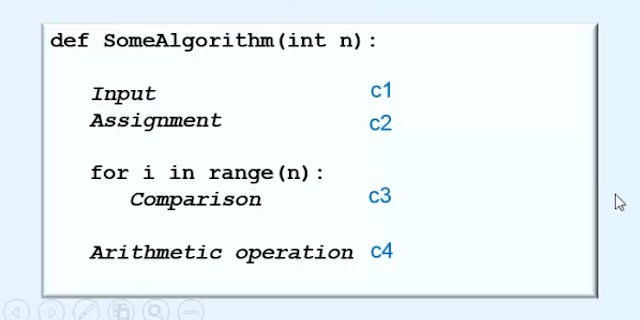 def SomeAlgorithm(int n):
Input c1
Assignment c2
for i in range(n):
Comparison c3
Arithmetic operation c4